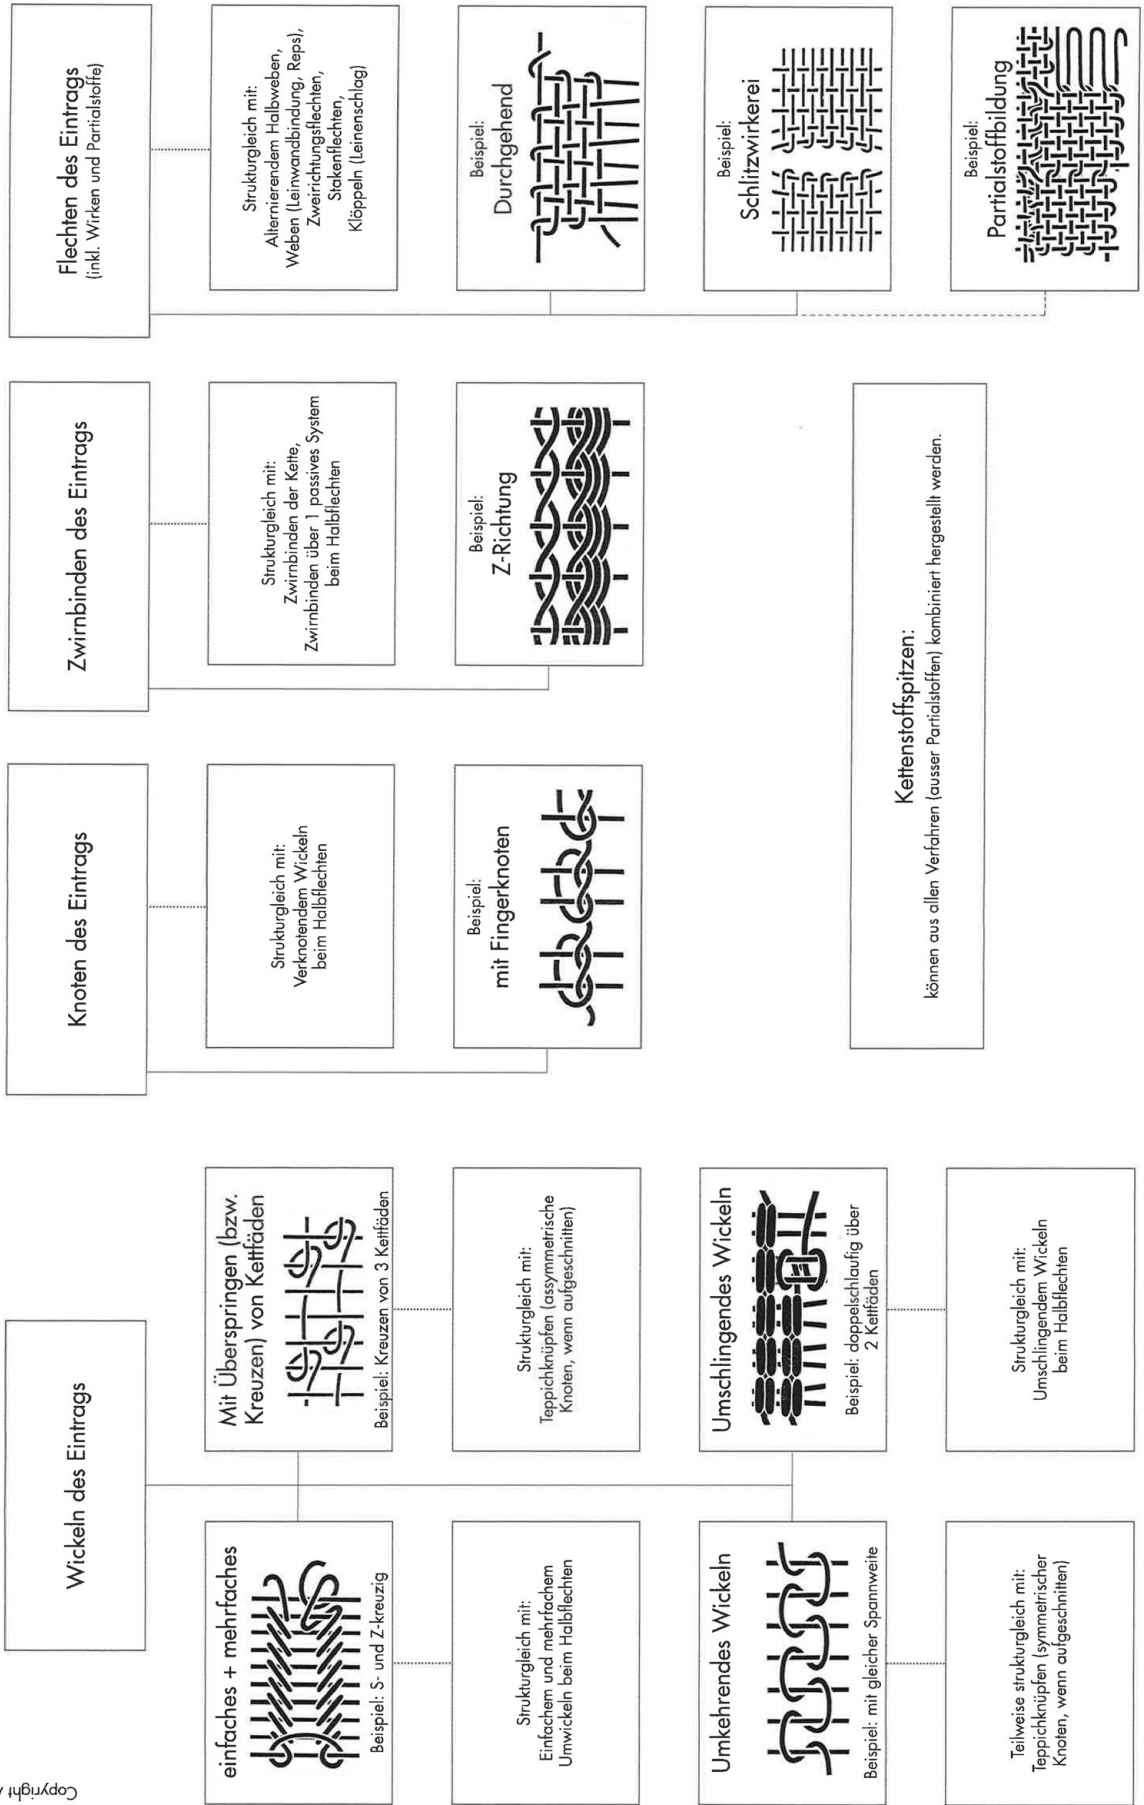 Wickeln des Eintrags
einfaches + mehrfaches
Beispiel: S- und Z-kreuzig
Strukturgleich mit:
Einfachem und mehrfachem
Umwickeln beim Halbflechten
Umkehrendes Wickeln
Beispiel: mit gleicher Spannweite
Teilweise strukturgleich mit:
Teppichknüpfen (symmetrischer
Knoten, wenn aufgeschnitten)
Mit Überspringen (bzw.
Kreuzen) von Kettfäden
Beispiel: Kreuzen von 3 Kettfäden
Strukturgleich mit:
Teppichknüpfen (assymmetrische
Knoten, wenn aufgeschnitten)
Umschlingendes Wickeln
Beispiel: doppelschlaufig über
2 Kettfäden
Strukturgleich mit:
Umschlingendem Wickeln
beim Halbflechten
Knoten des Eintrags
Strukturgleich mit:
Verknotendem Wickeln
beim Halbflechten
Beispiel:
mit Fingerknoten
Zwirnbinden des Eintrags
Strukturgleich mit:
Zwirnbinden der Kette,
Zwirnbinden über 1 passives System
beim Halbflechten
Beispiel:
Z-Richtung
Flechten des Eintrags
(inkl. Wirken und Partialstoffe)
Strukturgleich mit:
Alternierendem Halbweben,
Weben (Leinwandbindung, Reps),
Zweirichtungsflechten,
Stakenflechten,
Klöppeln (Leinenschlag)
Beispiel:
Durchgehend
Beispiel:
Schlitzwirkerei
Beispiel:
Partialstoffbildung
Kettenstoffspitzen:
können aus allen Verfahren (ausser Partialstoffen) kombiniert hergestellt werden.
Copyright